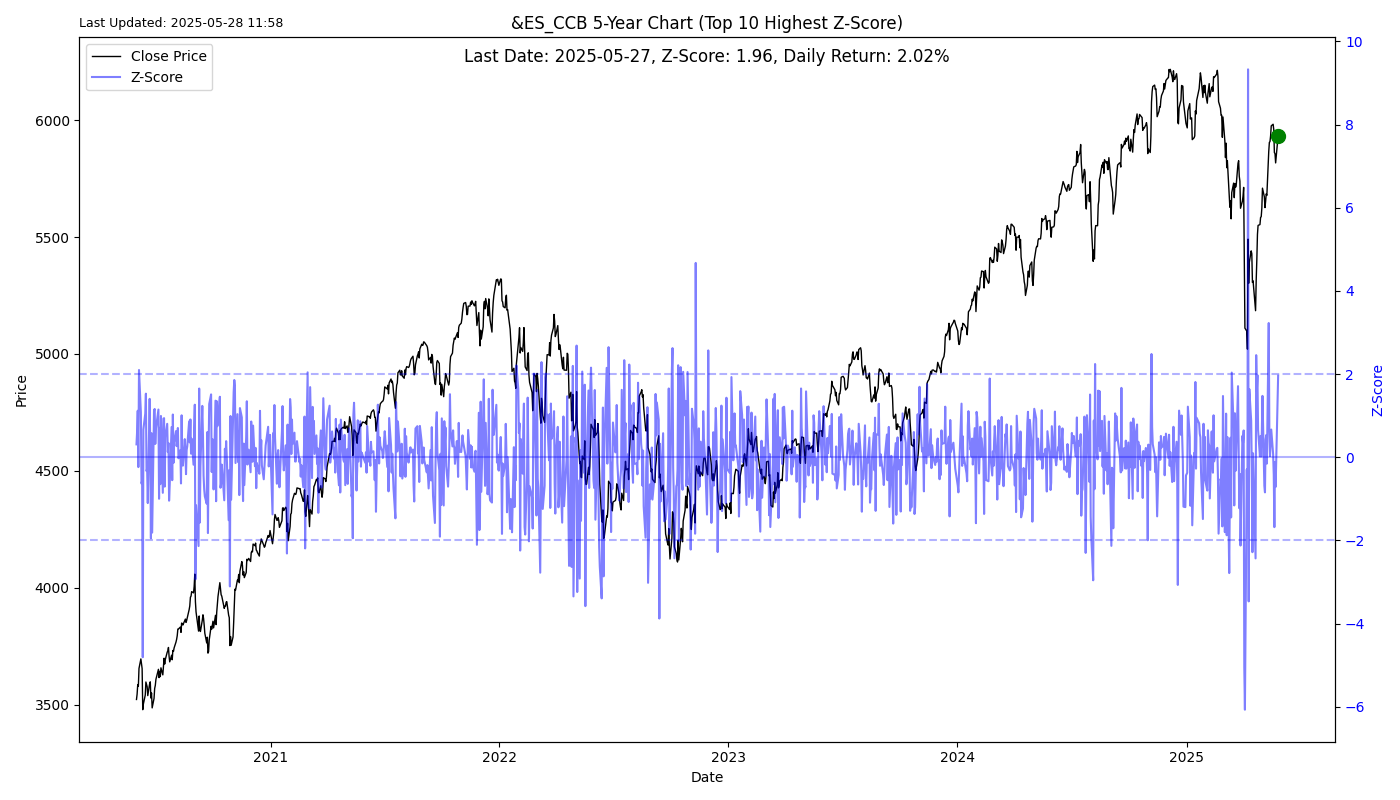 Last Updated: 2025-05-28 11:58
&ES_CCB 5-Year Chart (Top 10 Highest Z-Score)
Last Date: 2025-05-27, Z-Score: 1.96, Daily Return: 2.02%
Close Price
Z-Score
Price
6000
5500
5000
4500
4000
3500
10
8
6
4
2
0
−2
−4
−6
Z-Score
2021
2022
2023
2024
2025
Date